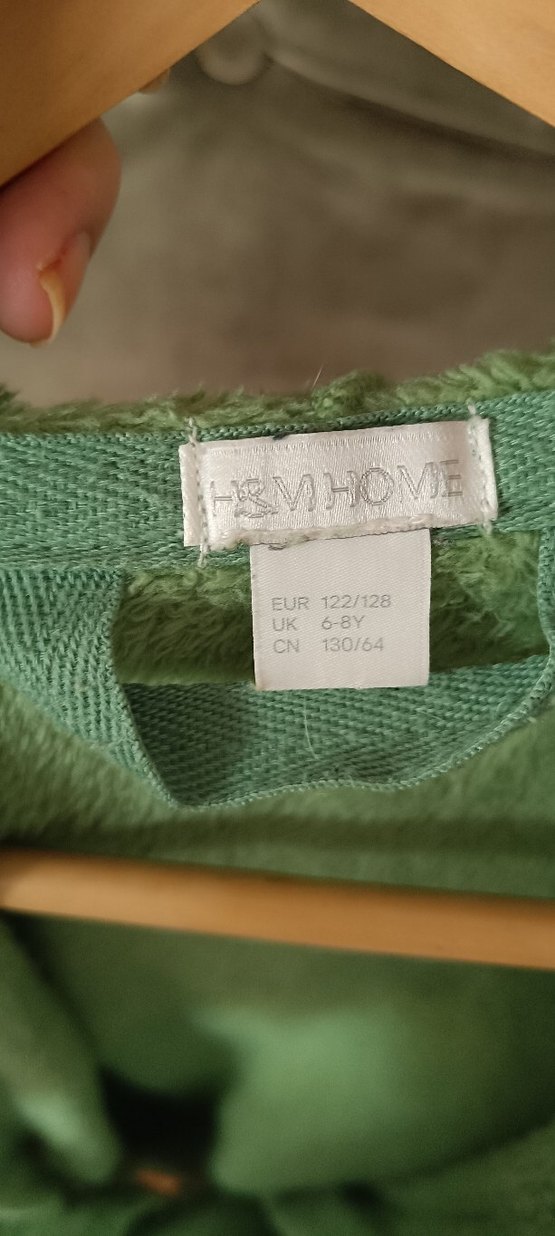 H&M HOME
EUR 122/128
UK 6-8Y
CN 130/64